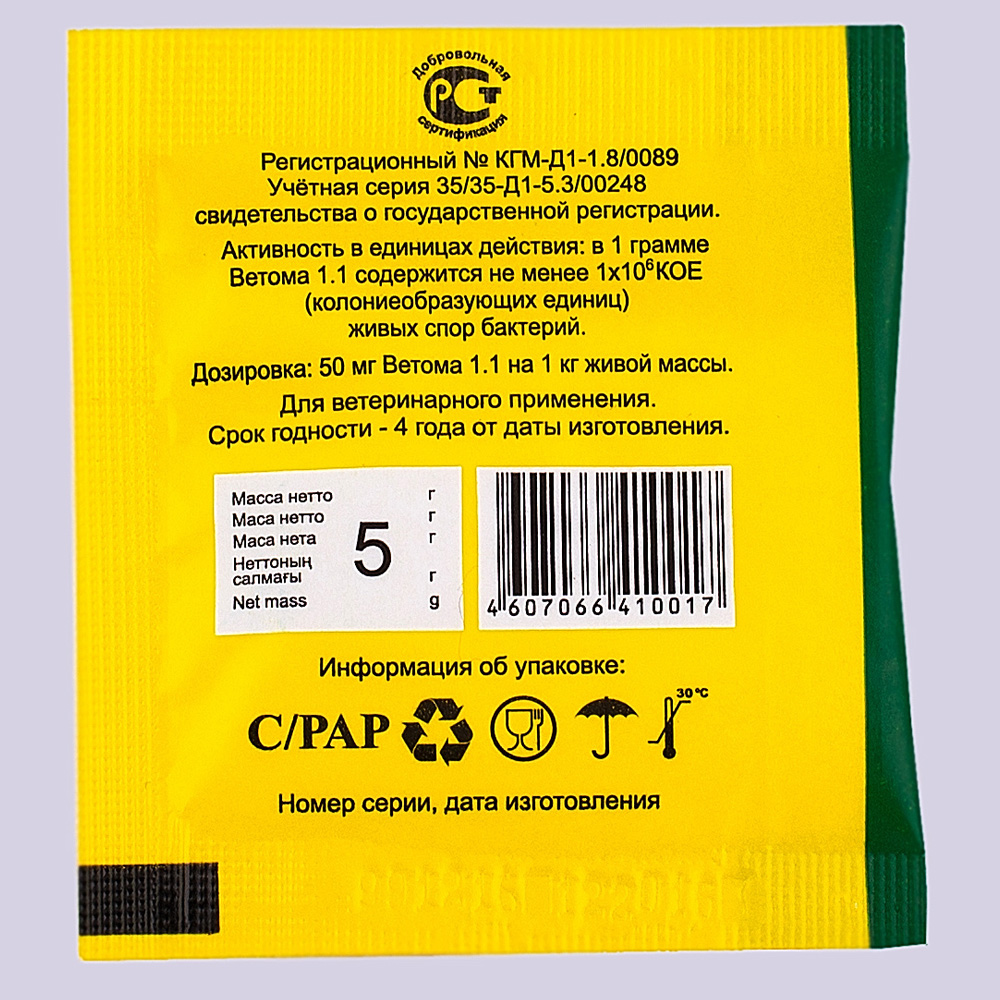 Добровольная
РСТ
сертификация
Регистрационный № КГМ-Д1-1.8/0089
Учётная серия 35/35-Д1-5.3/00248
свидетельства о государственной регистрации.
Активность в единицах действия: в 1 грамме
Ветома 1.1 содержится не менее 1х10⁶КОЕ
(колониеобразующих единиц)
живых спор бактерий.
Дозировка: 50 мг Ветома 1.1 на 1 кг живой массы.
Для ветеринарного применения.
Срок годности - 4 года от даты изготовления.
Масса нетто г
Маса нетто г
Маса нета 5 г
Неттоның
салмағы г
Net mass g
4 607066 410017
Информация об упаковке:
30 °C
C/PAP
Номер серии, дата изготовления